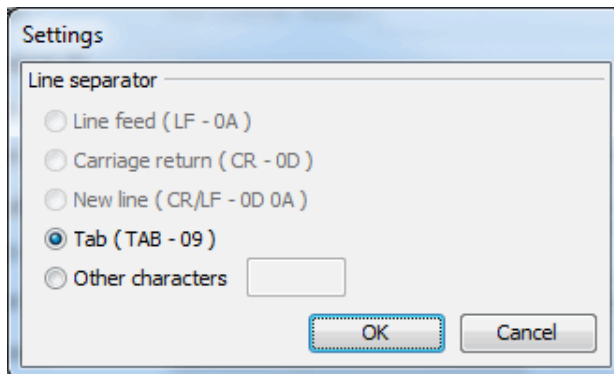 Settings
Line separator
Line feed ( LF - 0A )
Carriage return ( CR - 0D )
New line ( CR/LF - 0D 0A )
Tab ( TAB - 09 )
Other characters
OK Cancel